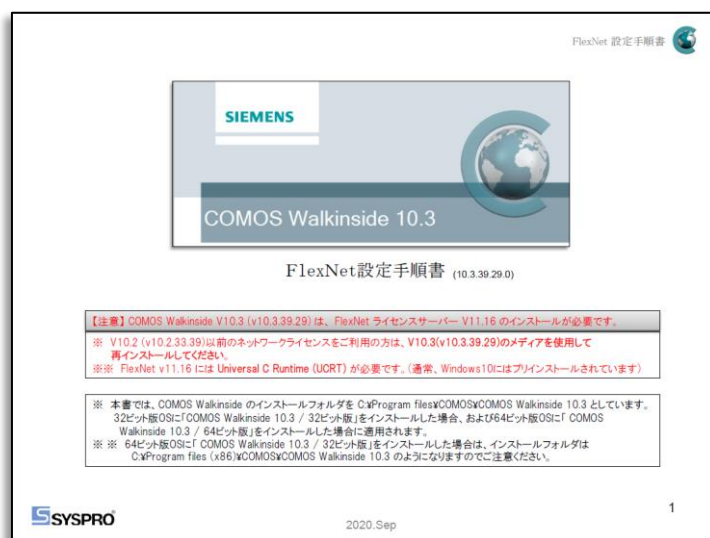 FlexNet 設定手順書
SIEMENS
COMOS Walkinside 10.3
FlexNet設定手順書 (10.3.39.29.0)
【注意】 COMOS Walkinside V10.3 (v10.3.39.29) は、 FlexNet ライセンスサーバー V11.16 のインストールが必要です。
※ V10.2 (v10.2.33.39)以前のネットワークライセンスをご利用の方は、V10.3(v10.3.39.29)のメディアを使用して
再インストールしてください。
※※ FlexNet v11.16 には Universal C Runtime (UCRT) が必要です。(通常、Windows10にはプリインストールされています)
※ 本書では、COMOS Walkinside のインストールフォルダを C:¥Program files¥COMOS¥COMOS Walkinside 10.3 としています。
32ビット版OSに「COMOS Walkinside 10.3 / 32ビット版」をインストールした場合、および64ビット版OSに「 COMOS
Walkinside 10.3 / 64ビット版」をインストールした場合に適用されます。
※ ※ 64ビット版OSに「 COMOS Walkinside 10.3 / 32ビット版」をインストールした場合は、インストールフォルダは
C:¥Program files (x86)¥COMOS¥COMOS Walkinside 10.3 のようになりますのでご注意ください。
SYSPRO
2020.Sep
1